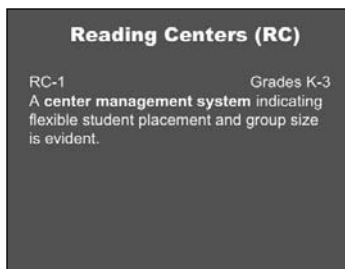 Reading Centers (RC)
RC-1 Grades K-3
A center management system indicating
flexible student placement and group size
is evident.